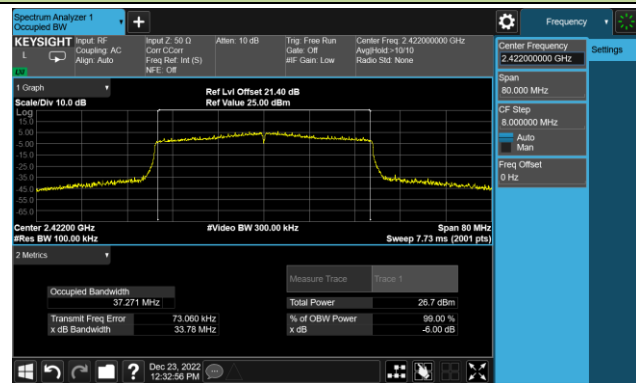 Spectrum Analyzer 1
Occupied BW
Frequency
KEYSIGHT
L
Input: RF
Coupling: AC
Align: Auto
Input Z: 50 Ω
Corr CCorr
Freq Ref: Int (S)
NFE: Off
Atten: 10 dB
Trig: Free Run
Gate: Off
#IF Gain: Low
Center Freq: 2.422000000 GHz
Avg|Hold:>10/10
Radio Std: None
1 Graph
Scale/Div 10.0 dB
Ref Lvl Offset 21.40 dB
Ref Value 25.00 dBm
Log
15.0
5.00
-5.00
-15.0
-25.0
-35.0
-45.0
-55.0
-65.0
Center 2.42200 GHz
#Res BW 100.00 kHz
#Video BW 300.00 kHz
Span 80 MHz
Sweep 7.73 ms (2001 pts)
2 Metrics
Measure Trace
Trace 1
Occupied Bandwidth
37.271 MHz
Total Power
26.7 dBm
Transmit Freq Error
73.060 kHz
% of OBW Power
99.00 %
x dB Bandwidth
33.78 MHz
x dB
-6.00 dB
Dec 23, 2022
12:32:56 PM
Center Frequency
2.422000000 GHz
Settings
Span
80.000 MHz
CF Step
8.000000 MHz
Auto
Man
Freq Offset
0 Hz